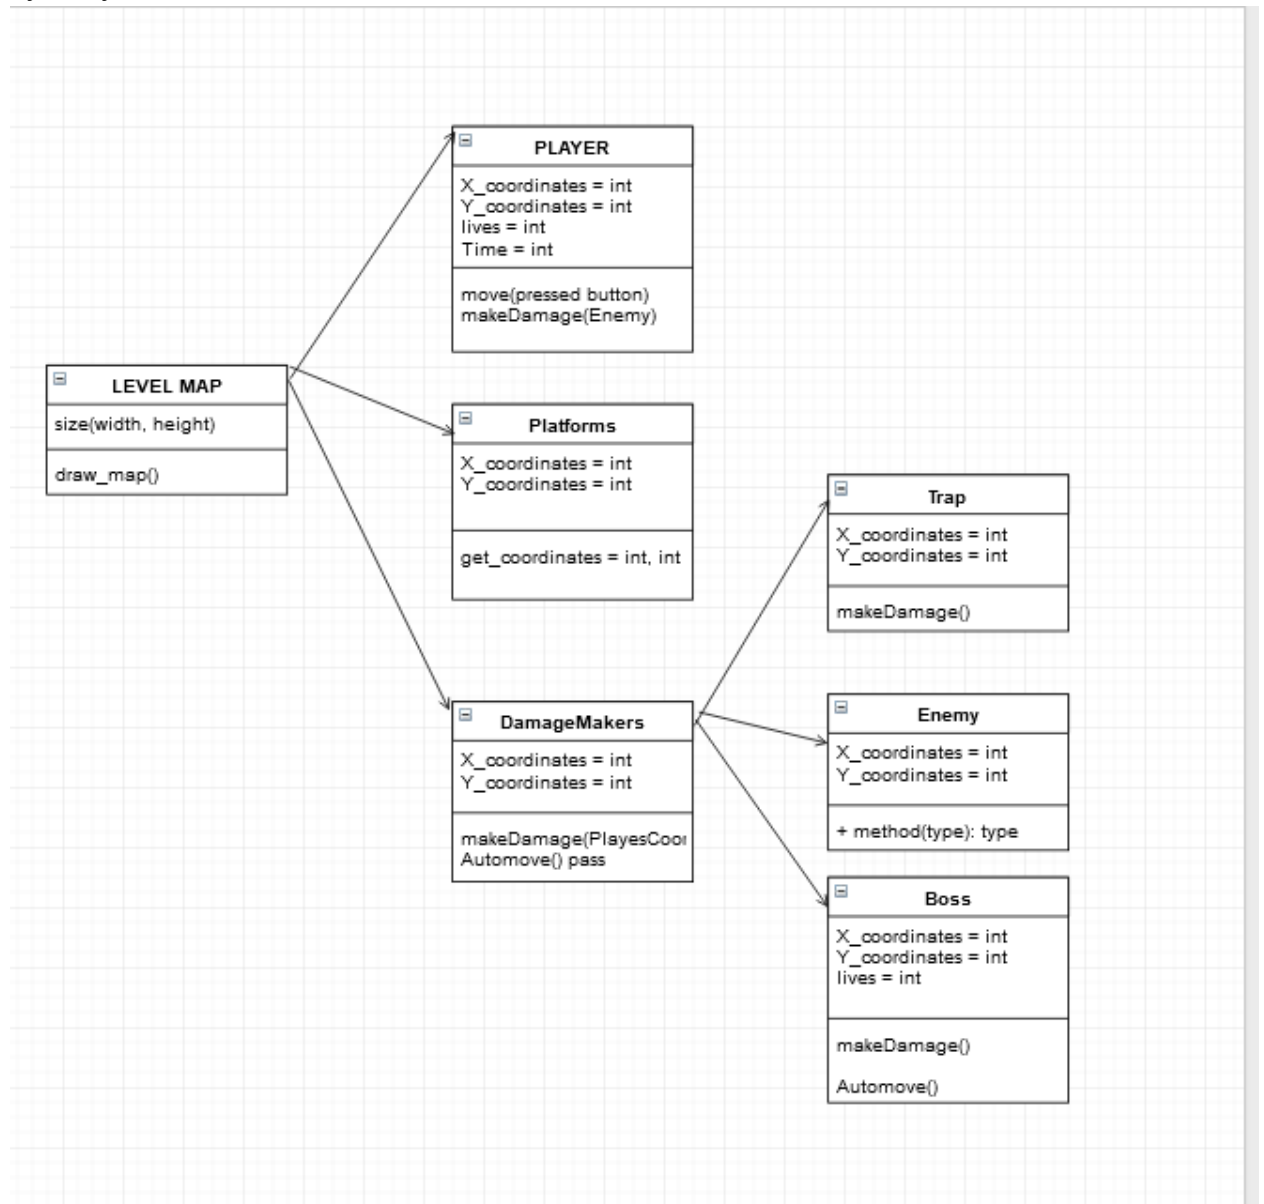 PLAYER
X_coordinates = int
Y_coordinates = int
lives = int
Time = int
move(pressed button)
makeDamage(Enemy)
LEVEL MAP
size(width, height)
draw_map()
Platforms
X_coordinates = int
Y_coordinates = int
get_coordinates = int, int
DamageMakers
X_coordinates = int
Y_coordinates = int
makeDamage(PlayesCoor
Automove() pass
Trap
X_coordinates = int
Y_coordinates = int
makeDamage()
Enemy
X_coordinates = int
Y_coordinates = int
+ method(type): type
Boss
X_coordinates = int
Y_coordinates = int
lives = int
makeDamage()
Automove()